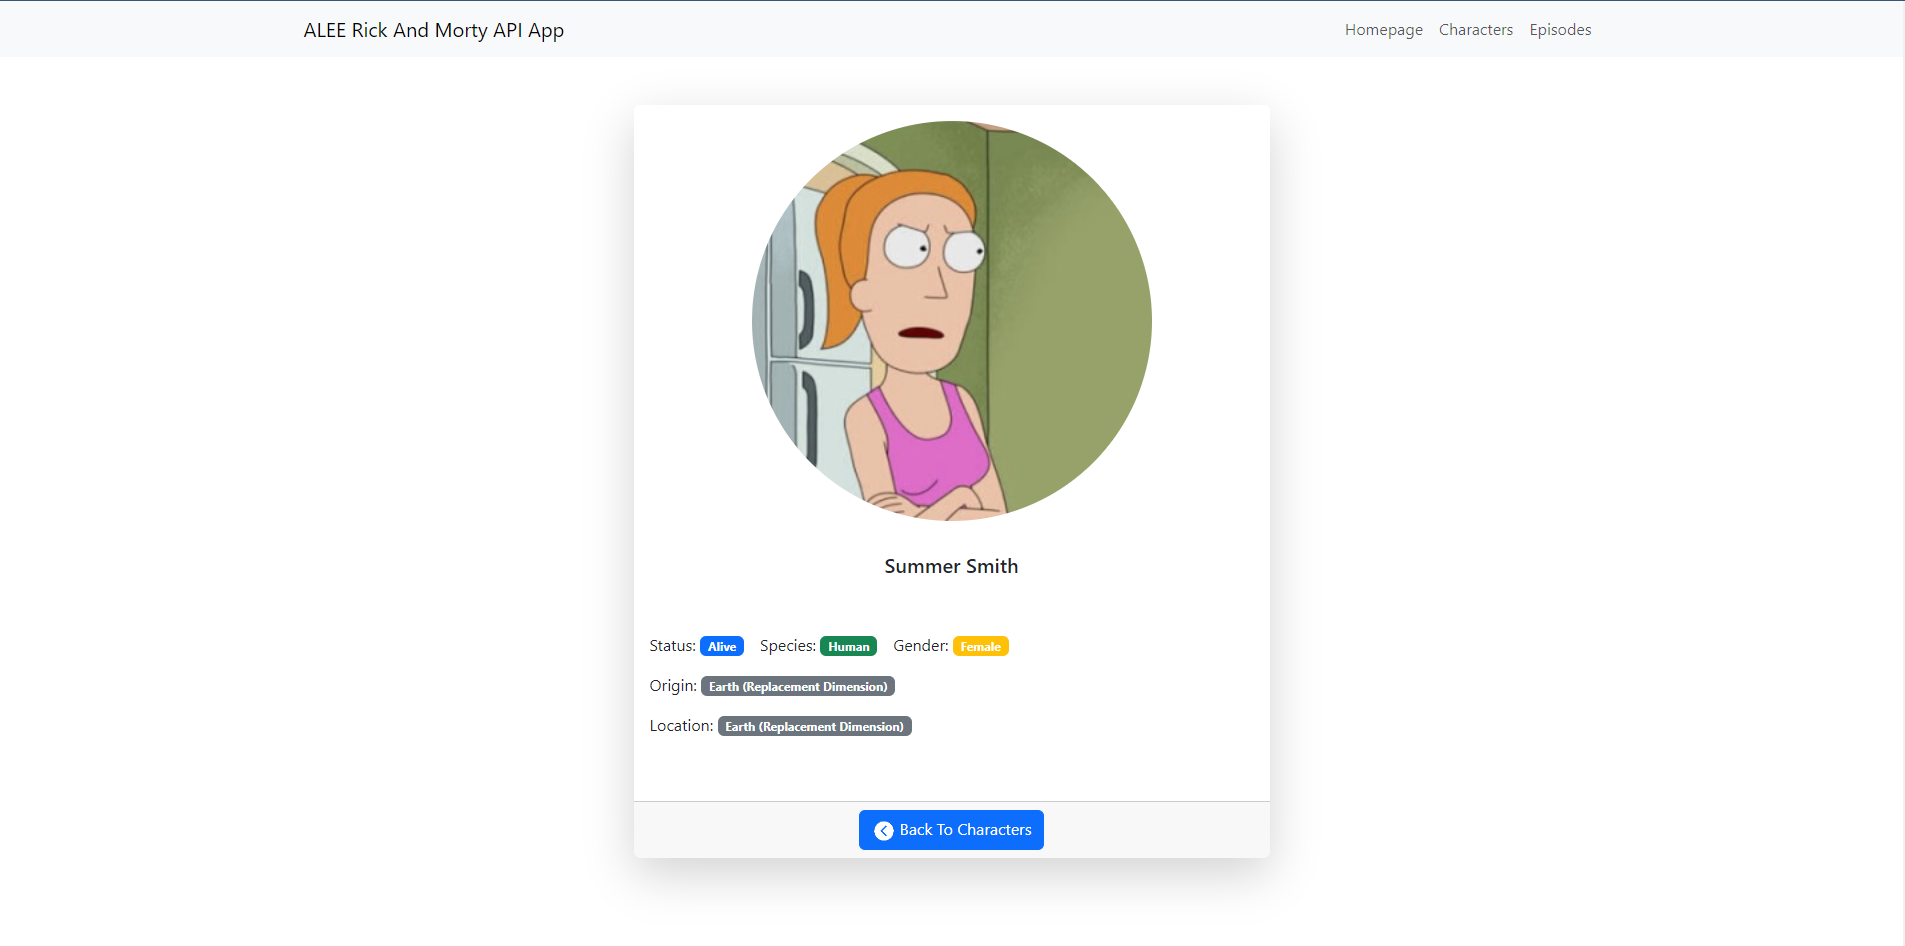 ALEE Rick And Morty API App Homepage Characters Episodes
Summer Smith
Status: Alive Species: Human Gender: Female
Origin: Earth (Replacement Dimension)
Location: Earth (Replacement Dimension)
Back To Characters